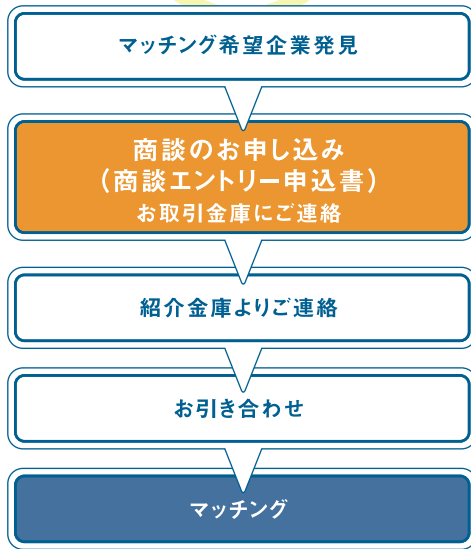 マッチング希望企業発見
商談のお申し込み
（商談エントリー申込書）
お取引金庫にご連絡
紹介金庫よりご連絡
お引き合わせ
マッチング